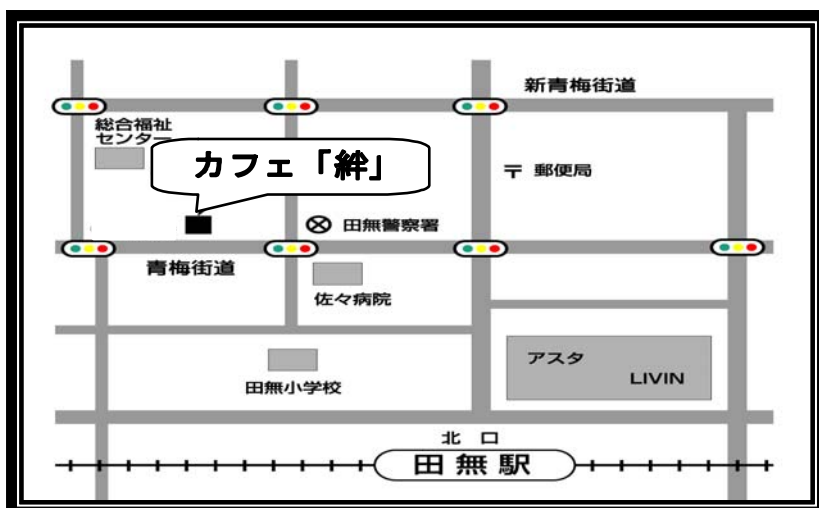 新青梅街道
総合福祉
センター
カフェ「絆」
〒 郵便局
田無警察署
青梅街道
佐々病院
アスタ
LIVIN
田無小学校
北 口
田 無 駅